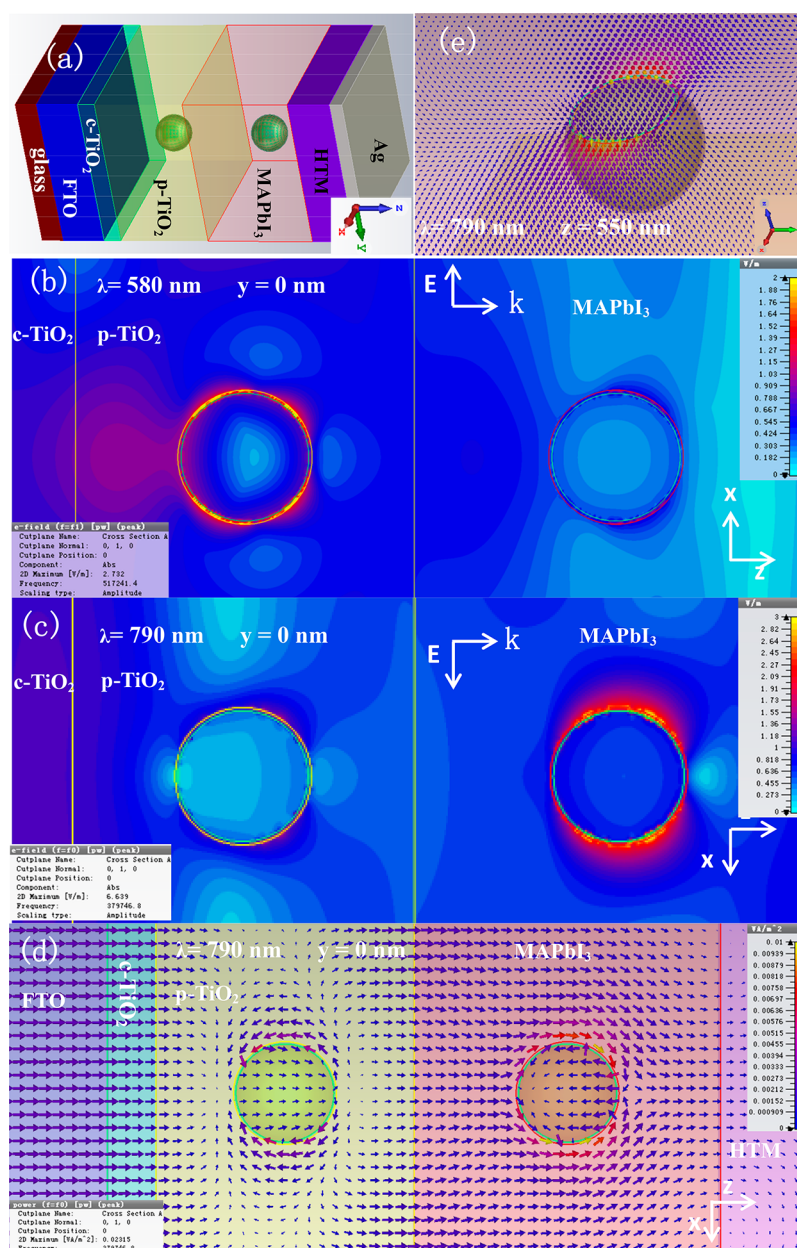 (a)
glass
FTO
c-TiO₂
p-TiO₂
MAPbI₃
HTM
Ag
Z
Y
X
(e)
λ= 790 nm z = 550 nm
(b) λ= 580 nm y = 0 nm
c-TiO₂ p-TiO₂
E
k
MAPbI₃
V/m
2
1.88
1.76
1.64
1.52
1.39
1.27
1.15
1.03
0.909
0.788
0.667
0.545
0.424
0.303
0.182
0
x
z
e-field (f=f1) [pw] (peak)
Cutplane Name: Cross Section A
Cutplane Normal: 0, 1, 0
Cutplane Position: 0
Component: Abs
2D Maximum [V/m]: 2.732
Frequency: 517241.4
Scaling type: Amplitude
(c) λ= 790 nm y = 0 nm
c-TiO₂ p-TiO₂
E
k
MAPbI₃
V/m
3
2.82
2.64
2.45
2.27
2.09
1.91
1.73
1.55
1.36
1.18
1
0.818
0.636
0.455
0.273
0
x
e-field (f=f0) [pw] (peak)
Cutplane Name: Cross Section A
Cutplane Normal: 0, 1, 0
Cutplane Position: 0
Component: Abs
2D Maximum [V/m]: 6.639
Frequency: 379746.8
Scaling type: Amplitude
(d) λ= 790 nm y = 0 nm
MAPbI₃
FTO
c-TiO₂
p-TiO₂
HTM
VA/m^2
0.01
0.00939
0.00879
0.00818
0.00758
0.00697
0.00636
0.00576
0.00515
0.00455
0.00394
0.00333
0.00273
0.00212
0.00152
0.000909
0
z
x
power (f=f0) [pw] (peak)
Cutplane Name: Cross Section A
Cutplane Normal: 0, 1, 0
Cutplane Position: 0
2D Maximum [VA/m^2]: 0.02315